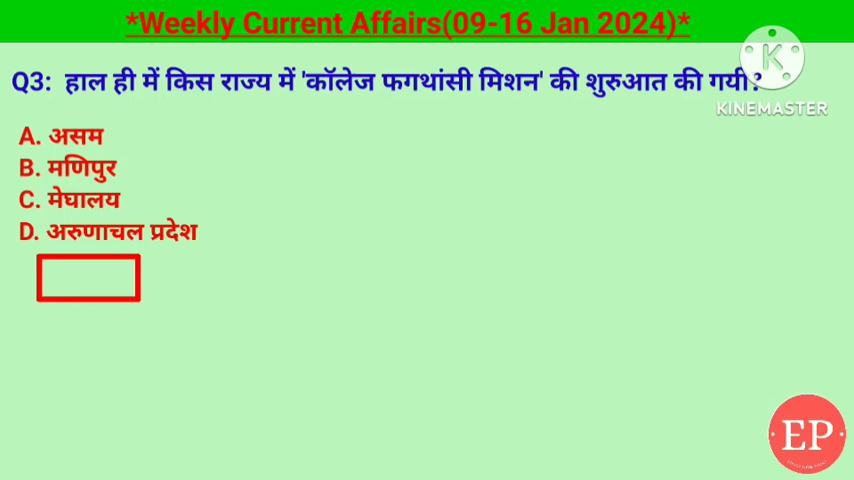 *Weekly Current Affairs(09-16 Jan 2024)*
Q3: हाल ही में किस राज्य में 'कॉलेज फगथांसी मिशन' की शुरुआत की गयी?
K
KINEMASTER
A. असम
B. मणिपुर
C. मेघालय
D. अरुणाचल प्रदेश
EP